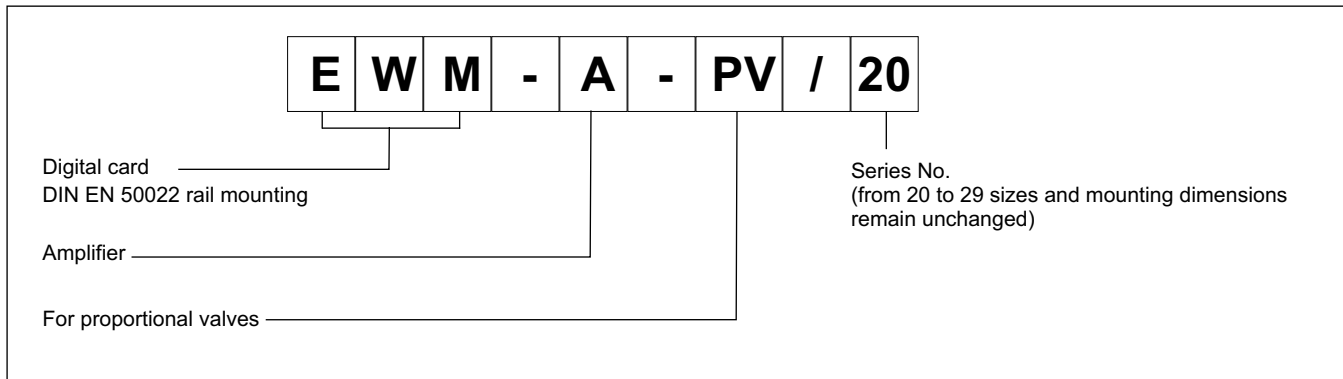 E W M - A - PV / 20
Digital card
DIN EN 50022 rail mounting
Series No.
(from 20 to 29 sizes and mounting dimensions
remain unchanged)
Amplifier
For proportional valves